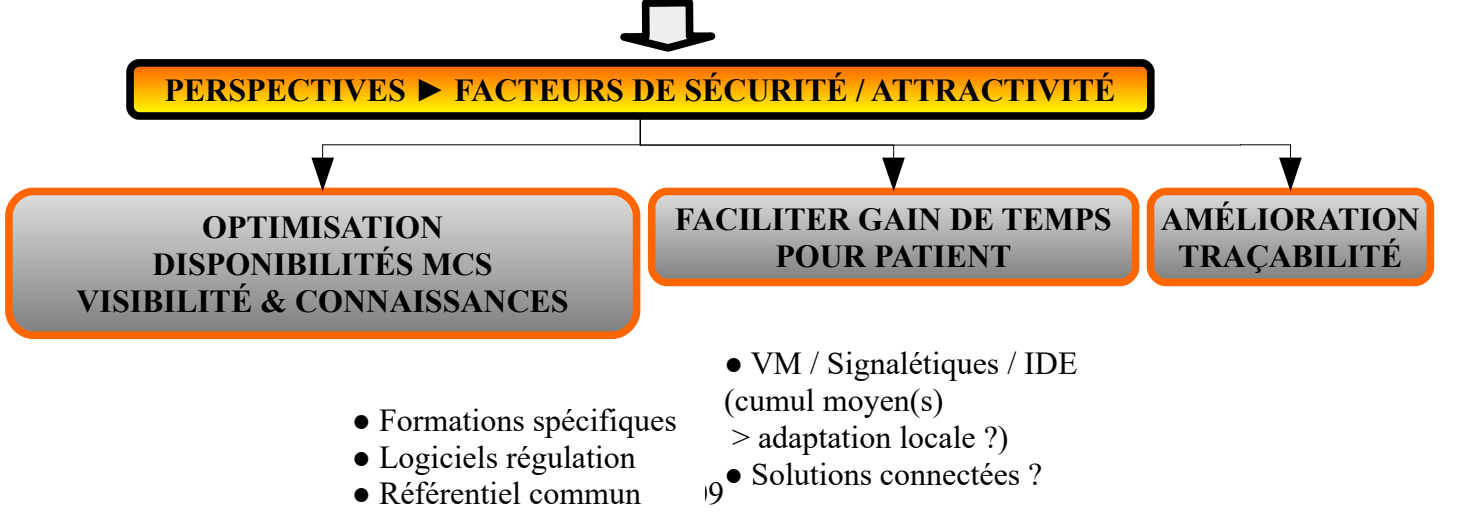 PERSPECTIVES ► FACTEURS DE SÉCURITÉ / ATTRACTIVITÉ
OPTIMISATION
DISPONIBILITÉS MCS
VISIBILITÉ & CONNAISSANCES
FACILITER GAIN DE TEMPS
POUR PATIENT
AMÉLIORATION
TRAÇABILITÉ
● Formations spécifiques
● Logiciels régulation
● Référentiel commun
● VM / Signalétiques / IDE
(cumul moyen(s)
> adaptation locale ?)
● Solutions connectées ?